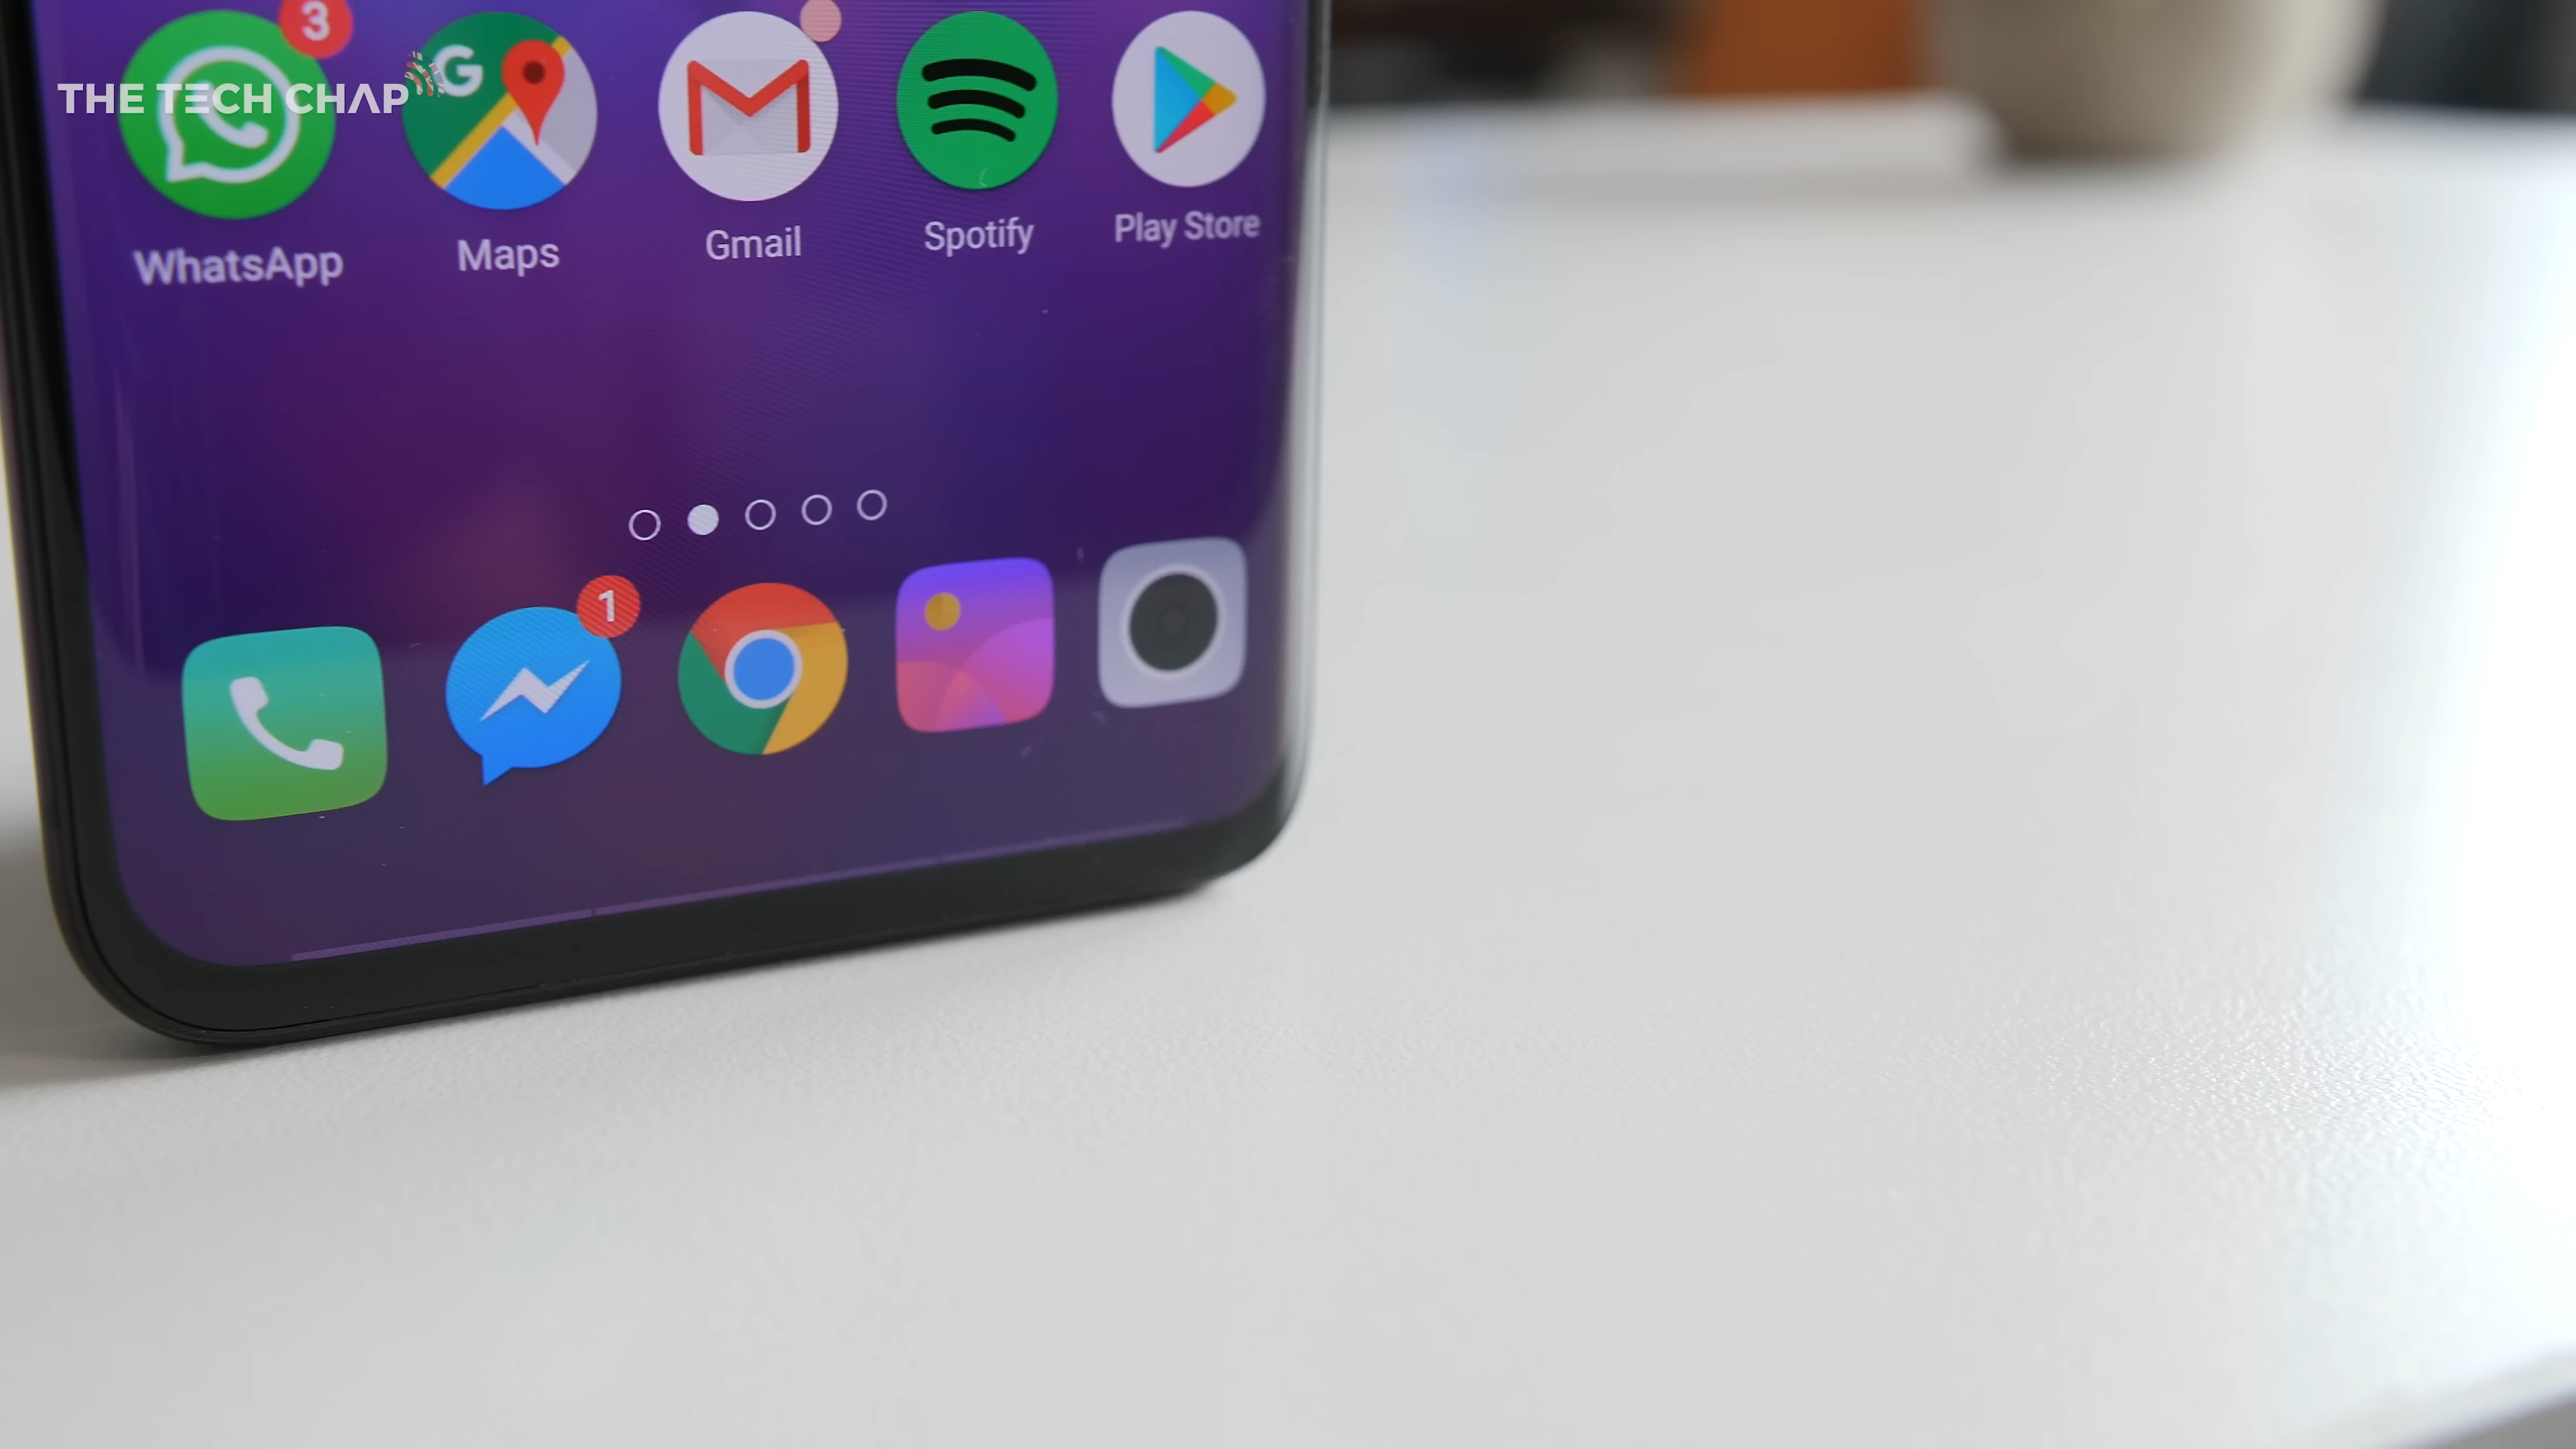 3
THE TECH CHAP
G
WhatsApp
Maps
Gmail
Spotify
Play Store
1